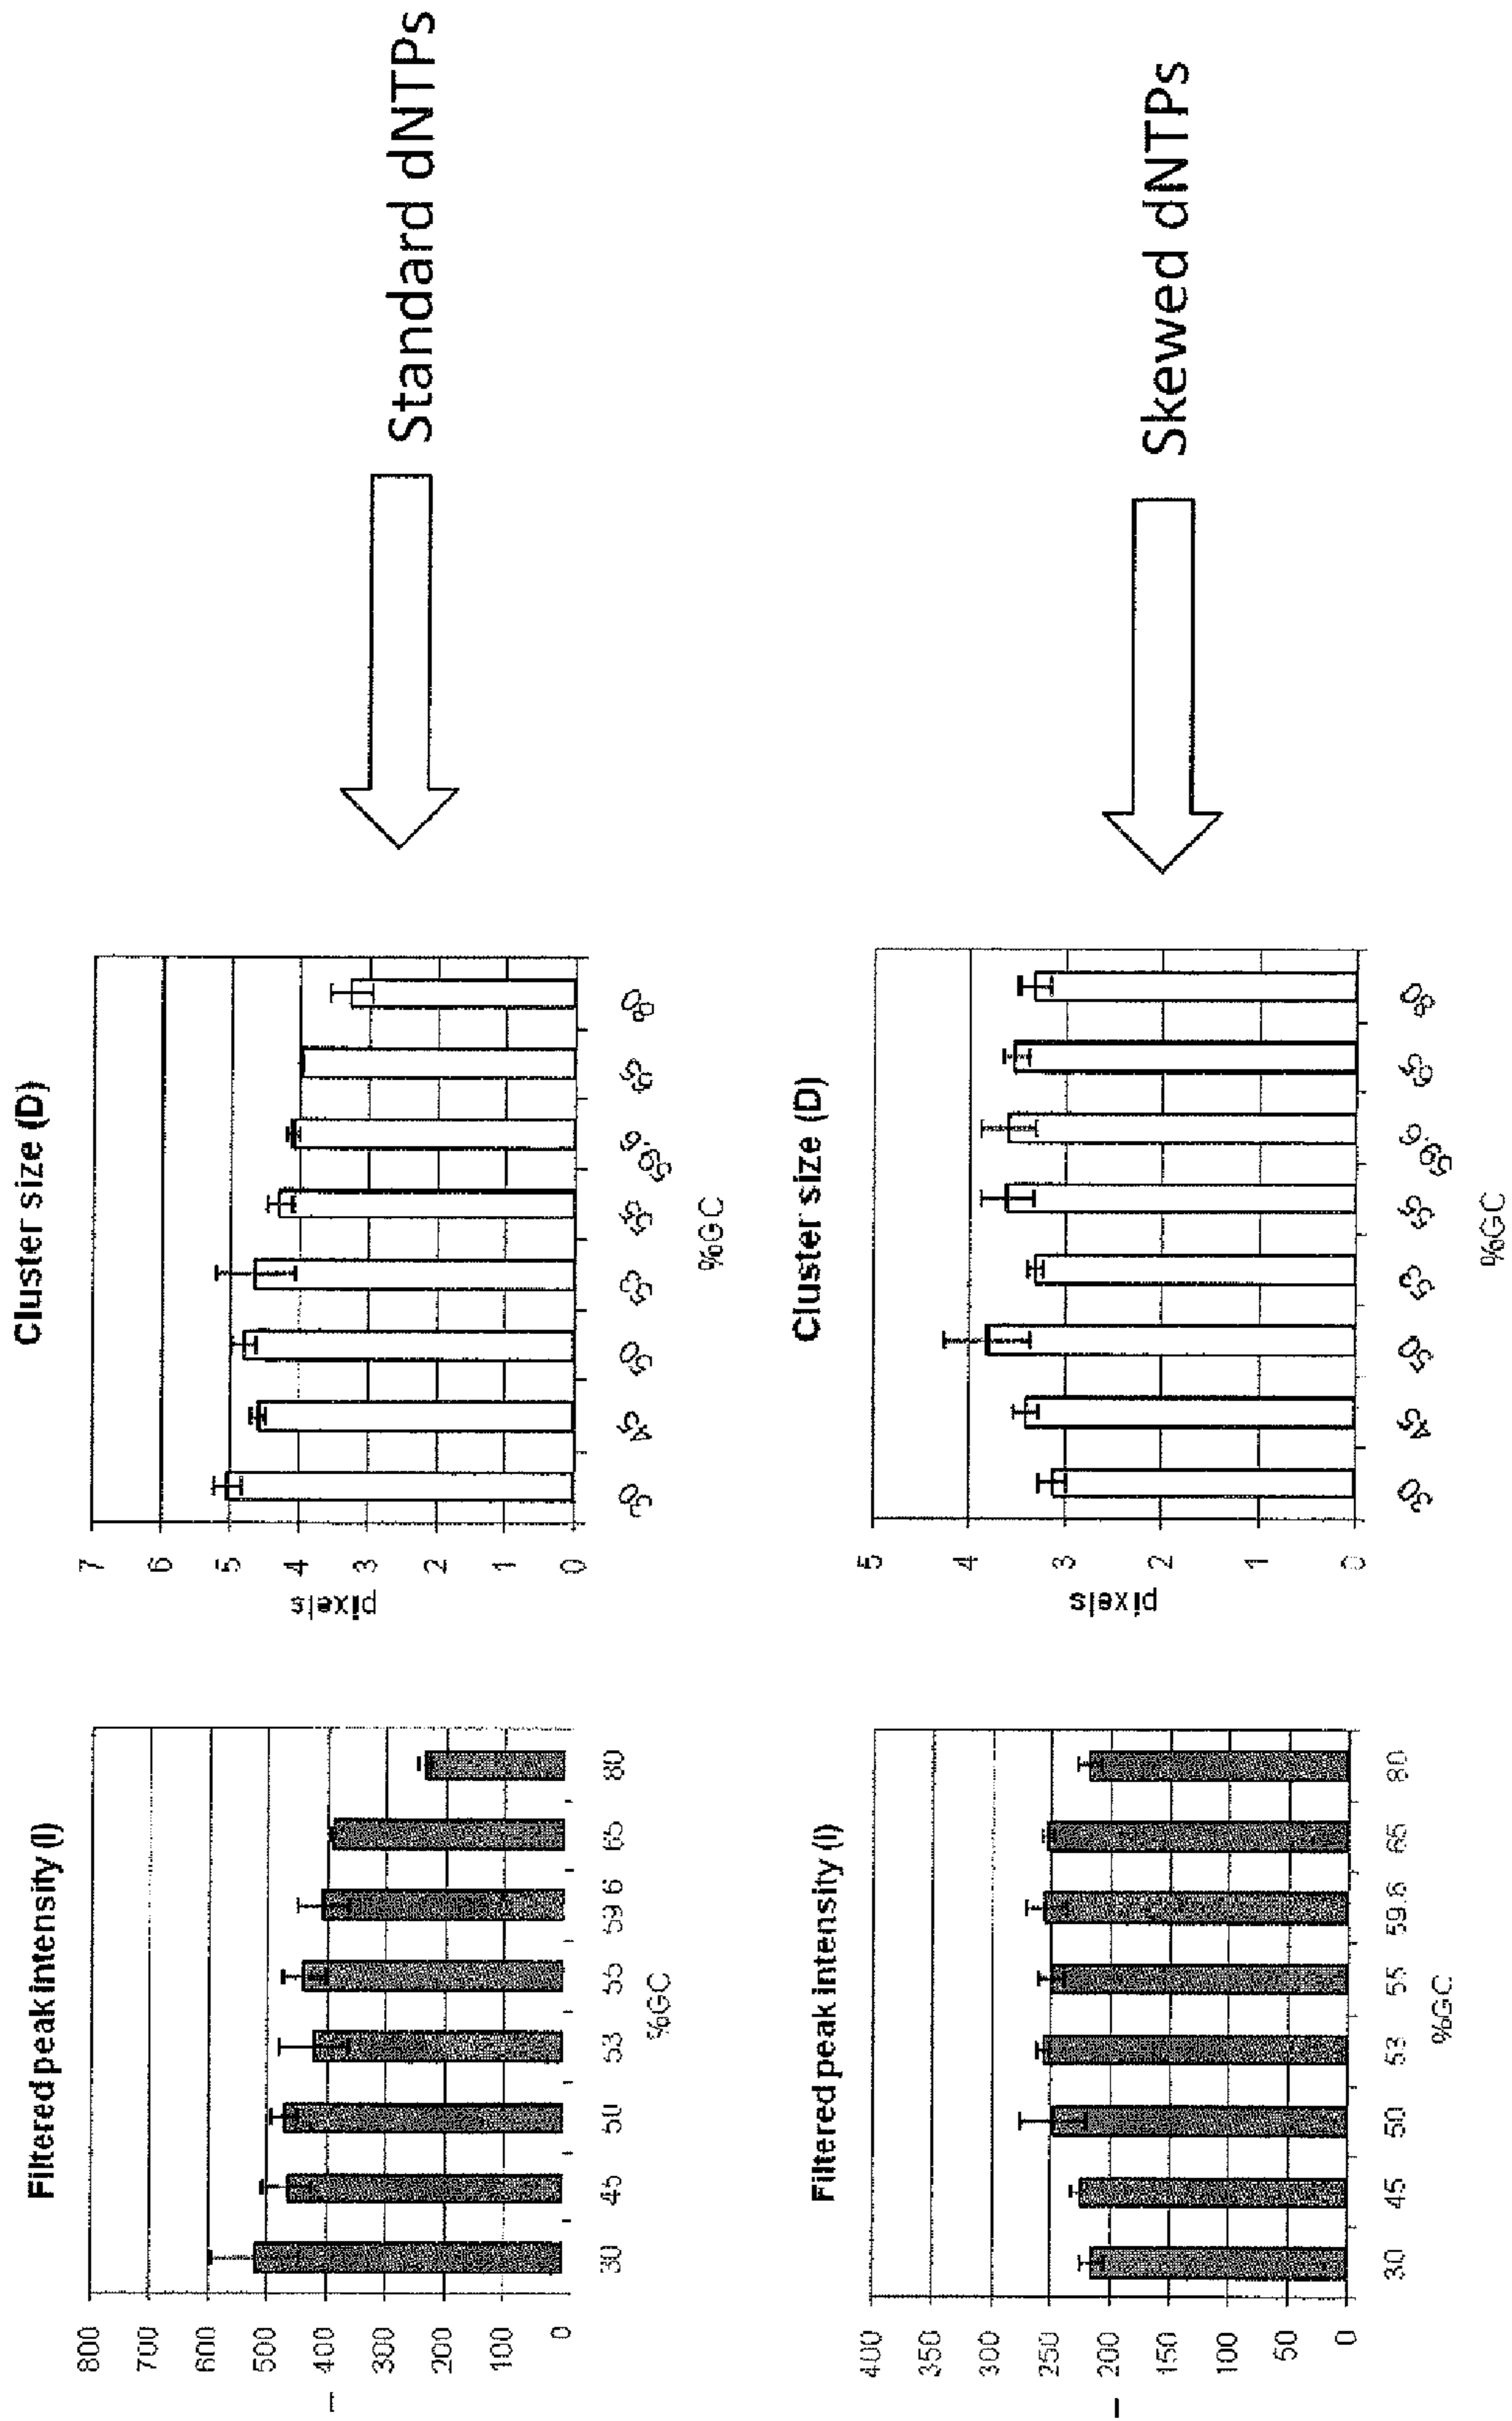 Filtered peak intensity (I)
800
700
600
500
400
300
200
100
0
I
30 45 50 53 55 59.6 65 80
%GC
Cluster size (D)
7
6
5
4
3
2
1
0
pixels
30 45 50 53 55 59.6 65 80
%GC
Standard dNTPs
Filtered peak intensity (I)
400
350
300
250
200
150
100
50
0
I
30 45 50 53 55 59.6 65 80
%GC
Cluster size (D)
5
4
3
2
1
0
pixels
30 45 50 53 55 59.6 65 80
%GC
Skewed dNTPs